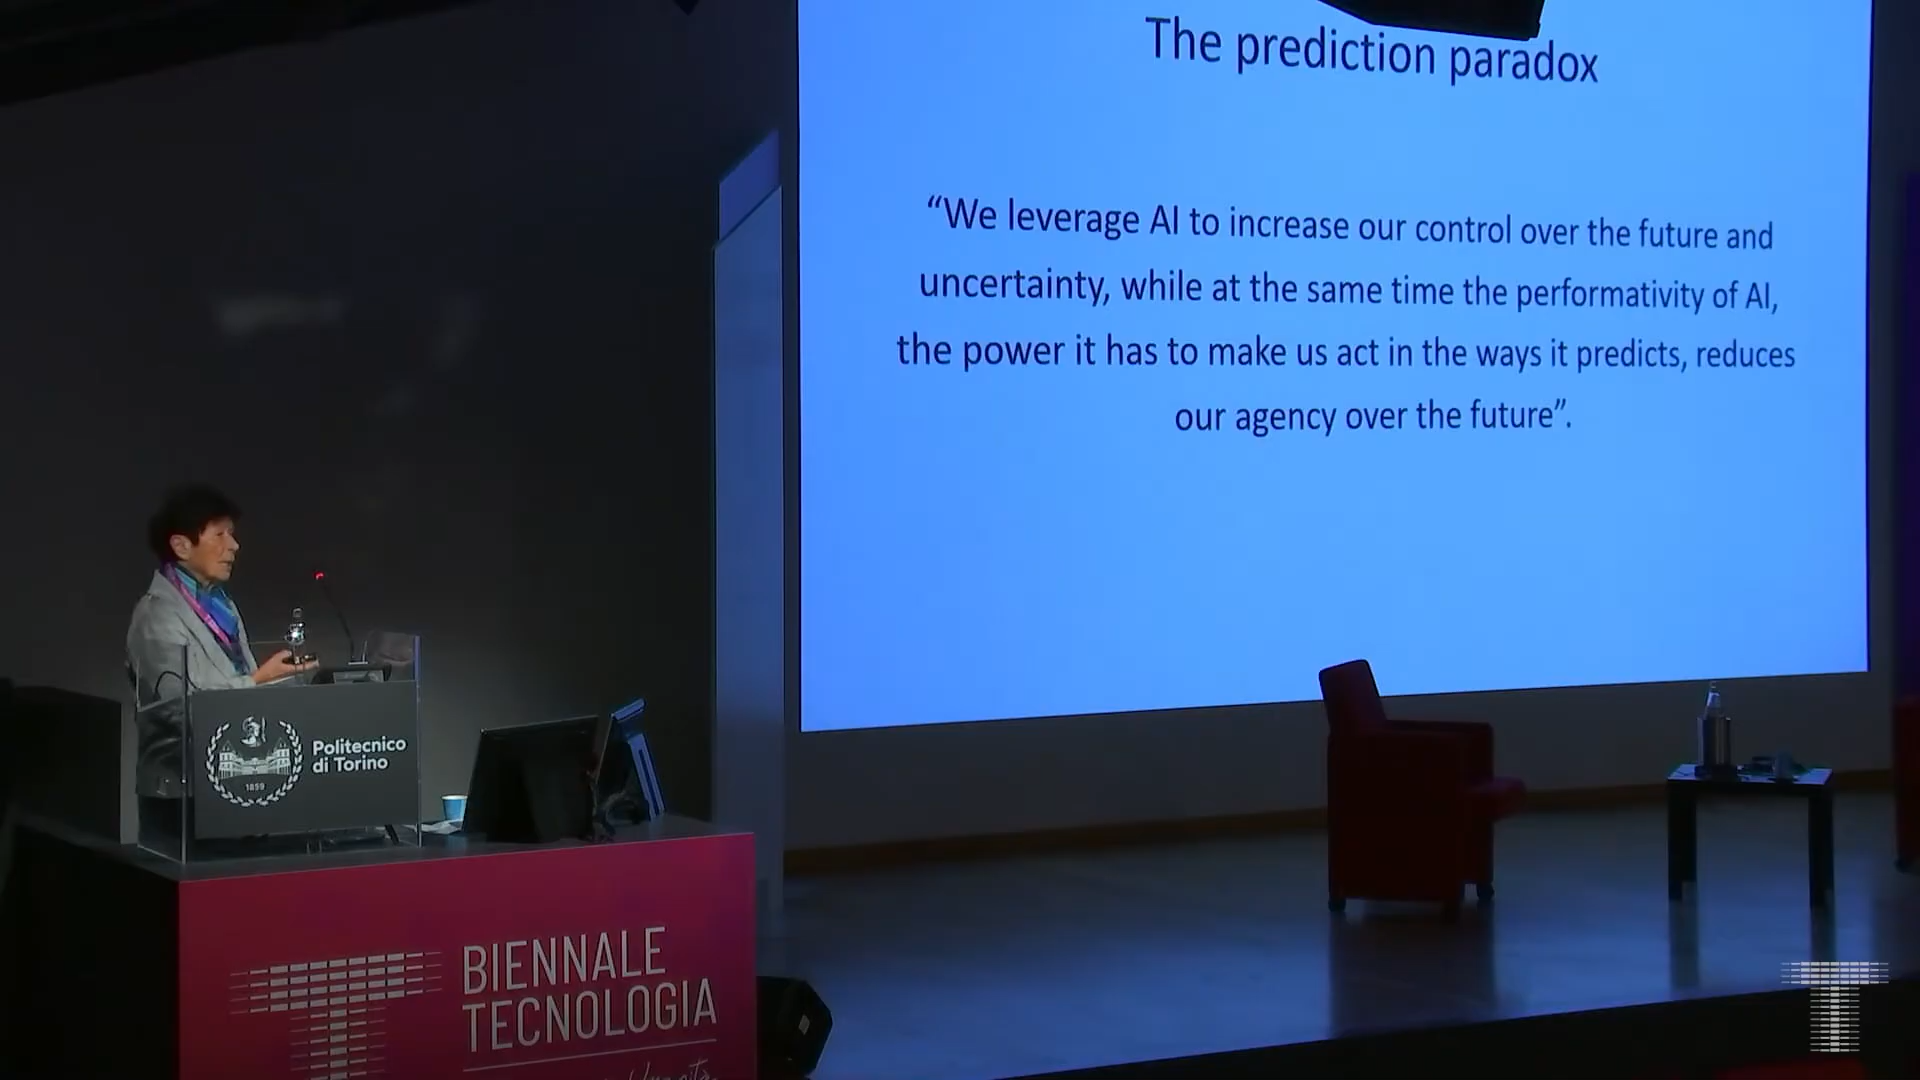 The prediction paradox
“We leverage AI to increase our control over the future and
uncertainty, while at the same time the performativity of AI,
the power it has to make us act in the ways it predicts, reduces
our agency over the future”.
Politecnico
di Torino
1859
BIENNALE
TECNOLOGIA